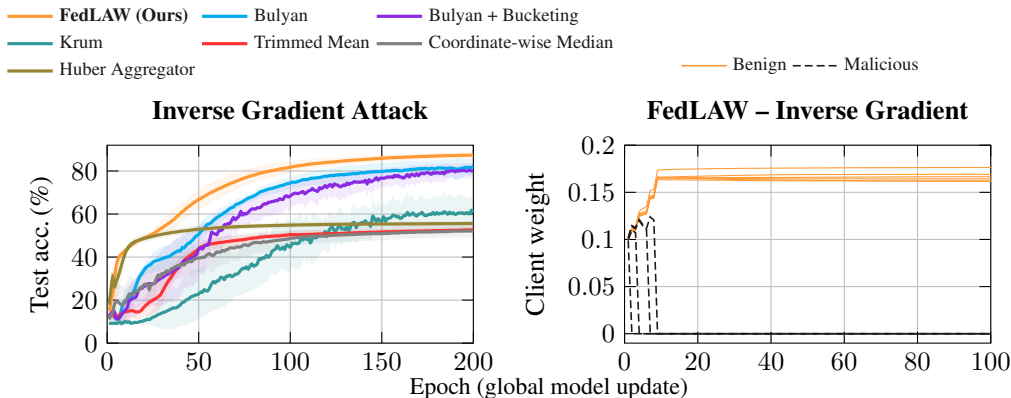 FedLAW (Ours) Bulyan Bulyan + Bucketing
Krum Trimmed Mean Coordinate-wise Median
Huber Aggregator
Benign Malicious
Inverse Gradient Attack
FedLAW – Inverse Gradient
Test acc. (%)
80
60
40
20
0
0 50 100 150 200
Client weight
0.2
0.15
0.1
0.05
0
0 20 40 60 80 100
Epoch (global model update)